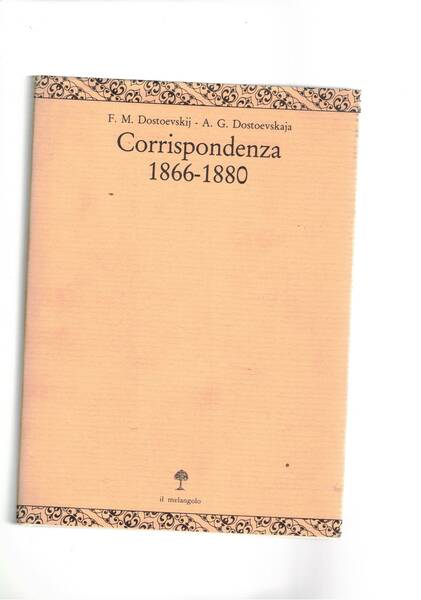 F. M. Dostoevskij - A. G. Dostoevskaja
Corrispondenza
1866-1880
il melangolo